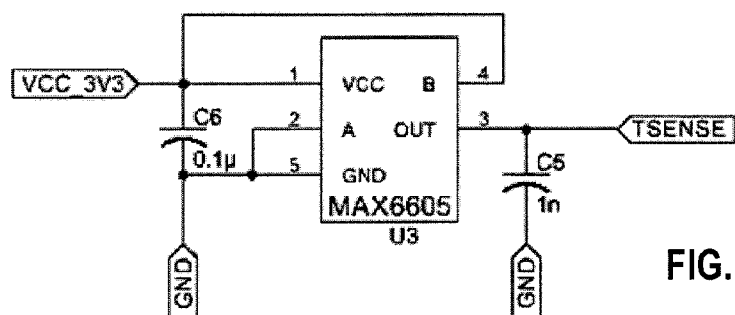 VCC_3V3
1
VCC
B
4
C6
2
A
OUT
3
TSENSE
0.1µ
5
GND
C5
1n
MAX6605
U3
GND
GND
FIG.